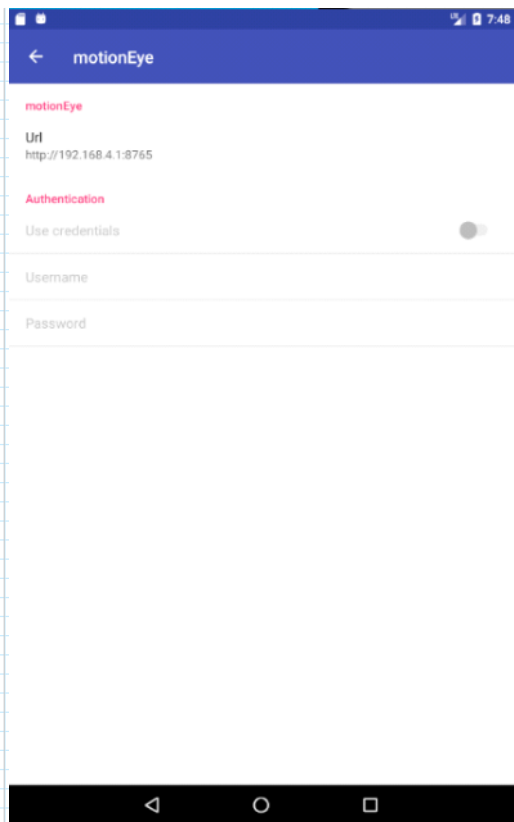 7:48
motionEye
motionEye
Url
http://192.168.4.1:8765
Authentication
Use credentials
Username
Password